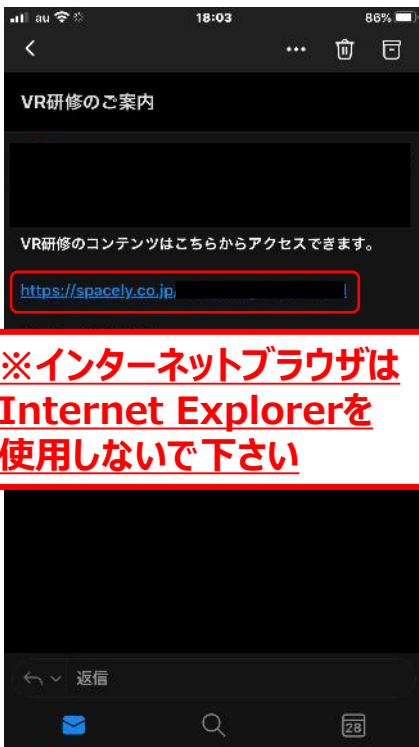 au
18:03
86%
VR研修のご案内
VR研修のコンテンツはこちらからアクセスできます。
https://spacely.co.jp/
※インターネットブラウザは
Internet Explorerを
使用しないで下さい
返信
28